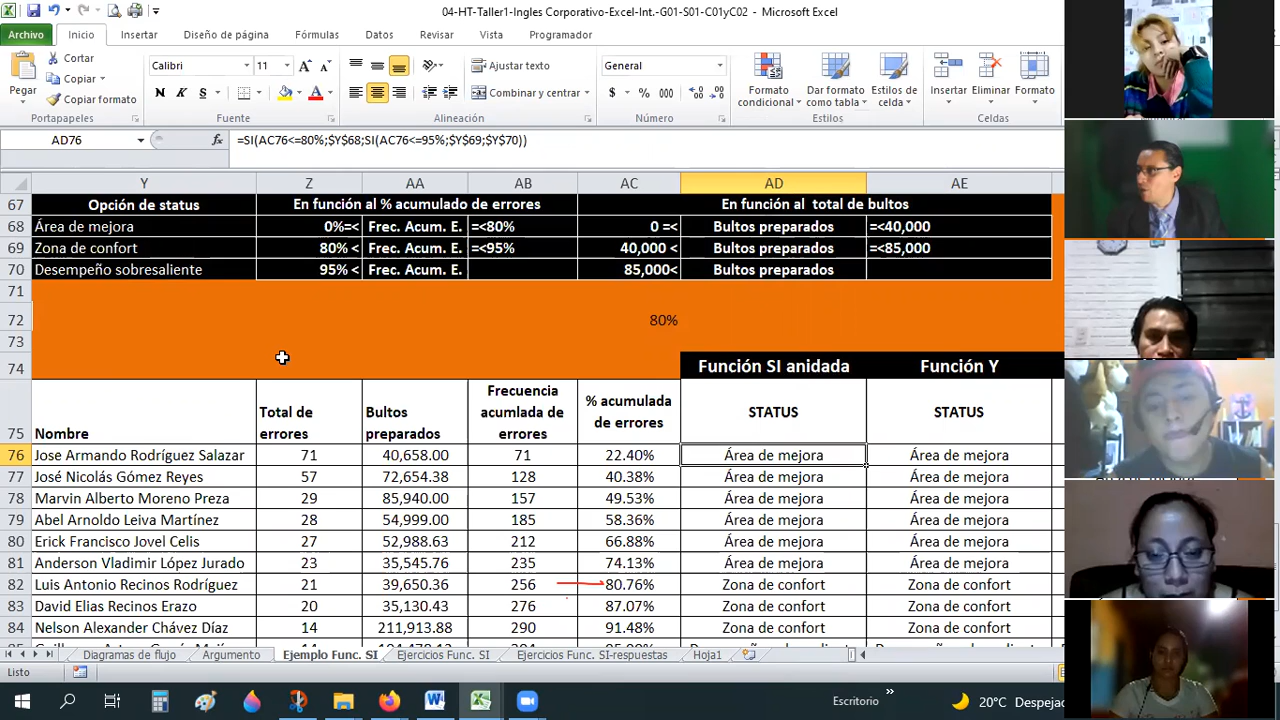 04-HT-Taller1-Ingles Corporativo-Excel-Int.-G01-S01-C01yC02 - Microsoft Excel
Archivo Inicio Insertar Diseño de página Fórmulas Datos Revisar Vista Programador
Pegar Cortar Copiar Copiar formato
Portapapeles
Calibri 11
N K S
Fuente
Ajustar texto
Combinar y centrar
Alineación
General
$ % 000
Número
Formato condicional Dar formato como tabla Estilos de celda
Estilos
Insertar Eliminar Formato
Celdas
AD76 fx =SI(AC76<=80%;$Y$68;SI(AC76<=95%;$Y$69;$Y$70))
Y Z AA AB AC AD AE
67 Opción de status En función al % acumulado de errores En función al total de bultos
68 Área de mejora 0%=< Frec. Acum. E. =<80% 0 =< Bultos preparados =<40,000
69 Zona de confort 80% < Frec. Acum. E. =<95% 40,000 < Bultos preparados =<85,000
70 Desempeño sobresaliente 95% < Frec. Acum. E. 85,000< Bultos preparados
71
72 80%
73
74 Función SI anidada Función Y
75 Nombre Total de errores Bultos preparados Frecuencia acumlada de errores % acumulada de errores STATUS STATUS
76 Jose Armando Rodríguez Salazar 71 40,658.00 71 22.40% Área de mejora Área de mejora
77 José Nicolás Gómez Reyes 57 72,654.38 128 40.38% Área de mejora Área de mejora
78 Marvin Alberto Moreno Preza 29 85,940.00 157 49.53% Área de mejora Área de mejora
79 Abel Arnoldo Leiva Martínez 28 54,999.00 185 58.36% Área de mejora Área de mejora
80 Erick Francisco Jovel Celis 27 52,988.63 212 66.88% Área de mejora Área de mejora
81 Anderson Vladimir López Jurado 23 35,545.76 235 74.13% Área de mejora Área de mejora
82 Luis Antonio Recinos Rodríguez 21 39,650.36 256 80.76% Zona de confort Zona de confort
83 David Elias Recinos Erazo 20 35,130.43 276 87.07% Zona de confort Zona de confort
84 Nelson Alexander Chávez Díaz 14 211,913.88 290 91.48% Zona de confort Zona de confort
Diagramas de flujo Argumento Ejemplo Func. SI Ejercicios Func. SI Ejercicios Func. SI-respuestas Hoja1
Listo
Escritorio » 20°C Despejad